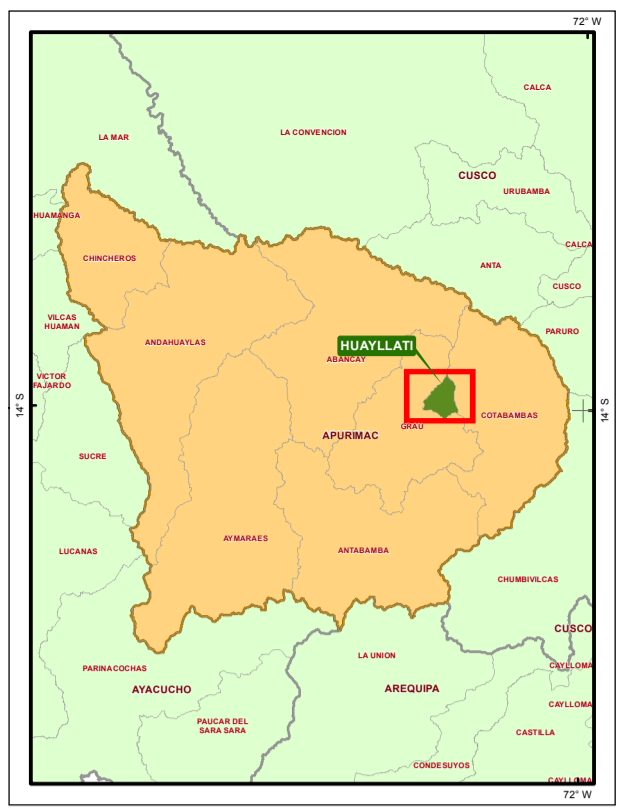 72° W
CALCA
LA CONVENCION
LA MAR
CUSCO
URUBAMBA
HUAMANGA
CALCA
CHINCHEROS
ANTA
CUSCO
VILCAS
HUAMAN
PARURO
ANDAHUAYLAS
HUAYLLATI
ABANCAY
VICTOR
FAJARDO
14° S
14° S
COTABAMBAS
GRAU
APURIMAC
SUCRE
AYMARAES
ANTABAMBA
LUCANAS
CHUMBIVILCAS
CUSCO
LA UNION
CAYLLOMA
PARINACOCHAS
AYACUCHO
AREQUIPA
CAYLLOMA
PAUCAR DEL
SARA SARA
CASTILLA
CONDESUYOS
CAYLLOMA
72° W